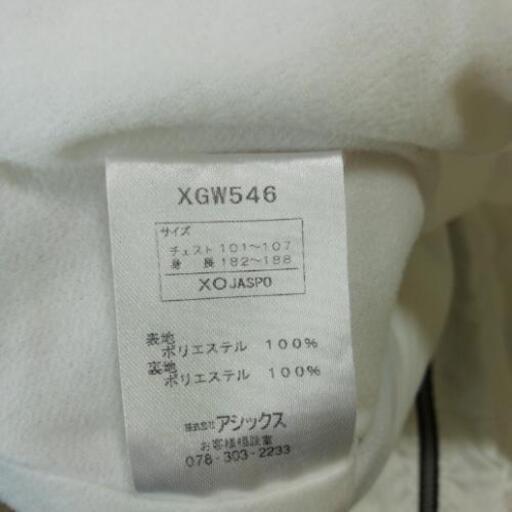 XGW546
サイズ
チェスト 101〜107
身 長 182〜188
XO JASPO
表地
ポリエステル 100%
裏地
ポリエステル 100%
株式会社アシックス
お客様相談室
078-303-2233